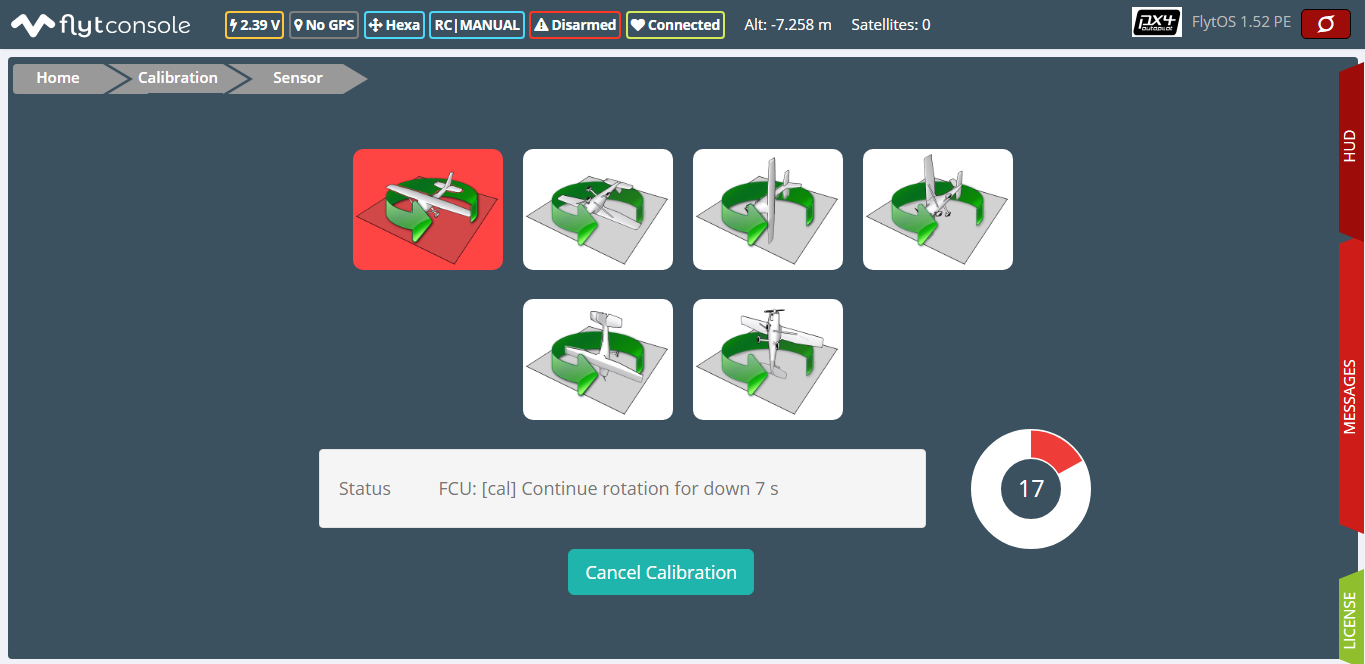 flytconsole
2.39 V
No GPS
Hexa
RC|MANUAL
Disarmed
Connected
Alt: -7.258 m
Satellites: 0
PX4
autopilot
FlytOS 1.52 PE
Home
Calibration
Sensor
HUD
MESSAGES
Status
FCU: [cal] Continue rotation for down 7 s
17
Cancel Calibration
LICENSE